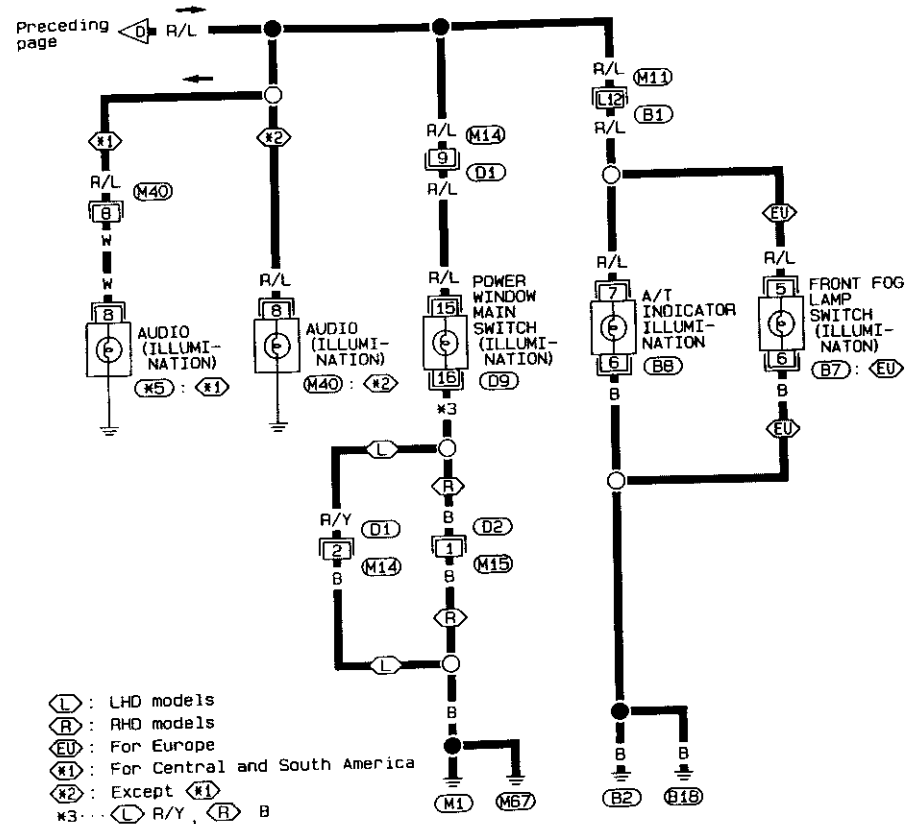 Preceding
page
D R/L
R/L M11
L12
B1
R/L
*1
*2
R/L M14
9
D1
R/L
R/L M40
8
W
W
EU
R/L
8
AUDIO
(ILLUMI-
NATION)
*5 : *1
R/L
8
AUDIO
(ILLUMI-
NATION)
M40 : *2
R/L
15
POWER
WINDOW
MAIN
SWITCH
(ILLUMI-
NATION)
16
D9
*3
R/L
7
A/T
INDICATOR
ILLUMI-
NATION
6
B8
B
R/L
5
FRONT FOG
LAMP
SWITCH
(ILLUMI-
NATON)
6
B7 : EU
B
EU
L
R
R/Y D1
2
M14
B
B D2
1
M15
B
R
L
B
M1 M67
B B
B2 B18
L : LHD models
R : RHD models
EU : For Europe
*1 : For Central and South America
*2 : Except *1
*3 ··· L R/Y , R B